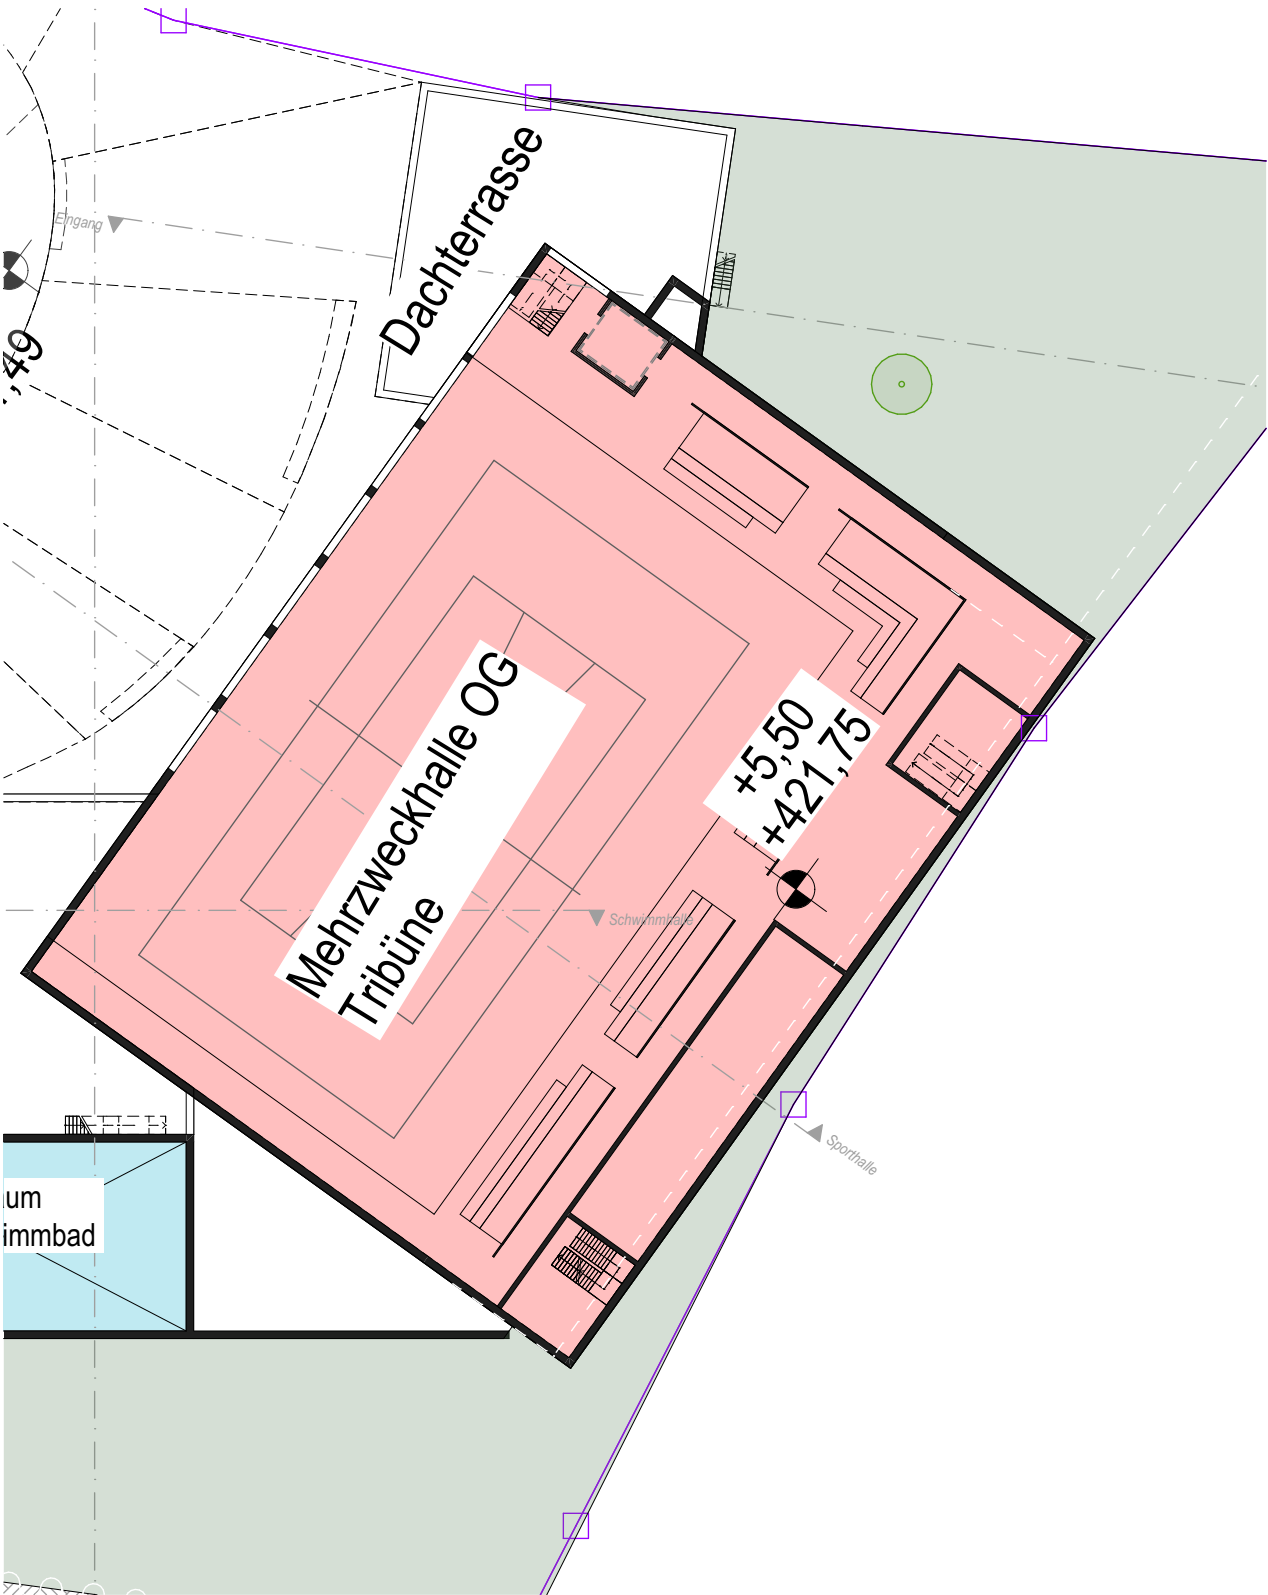 Dachterrasse
Eingang
,49
Mehrzweckhalle OG
Tribüne
+5,50
+421,75
Schwimmhalle
Sporthalle
um
immbad